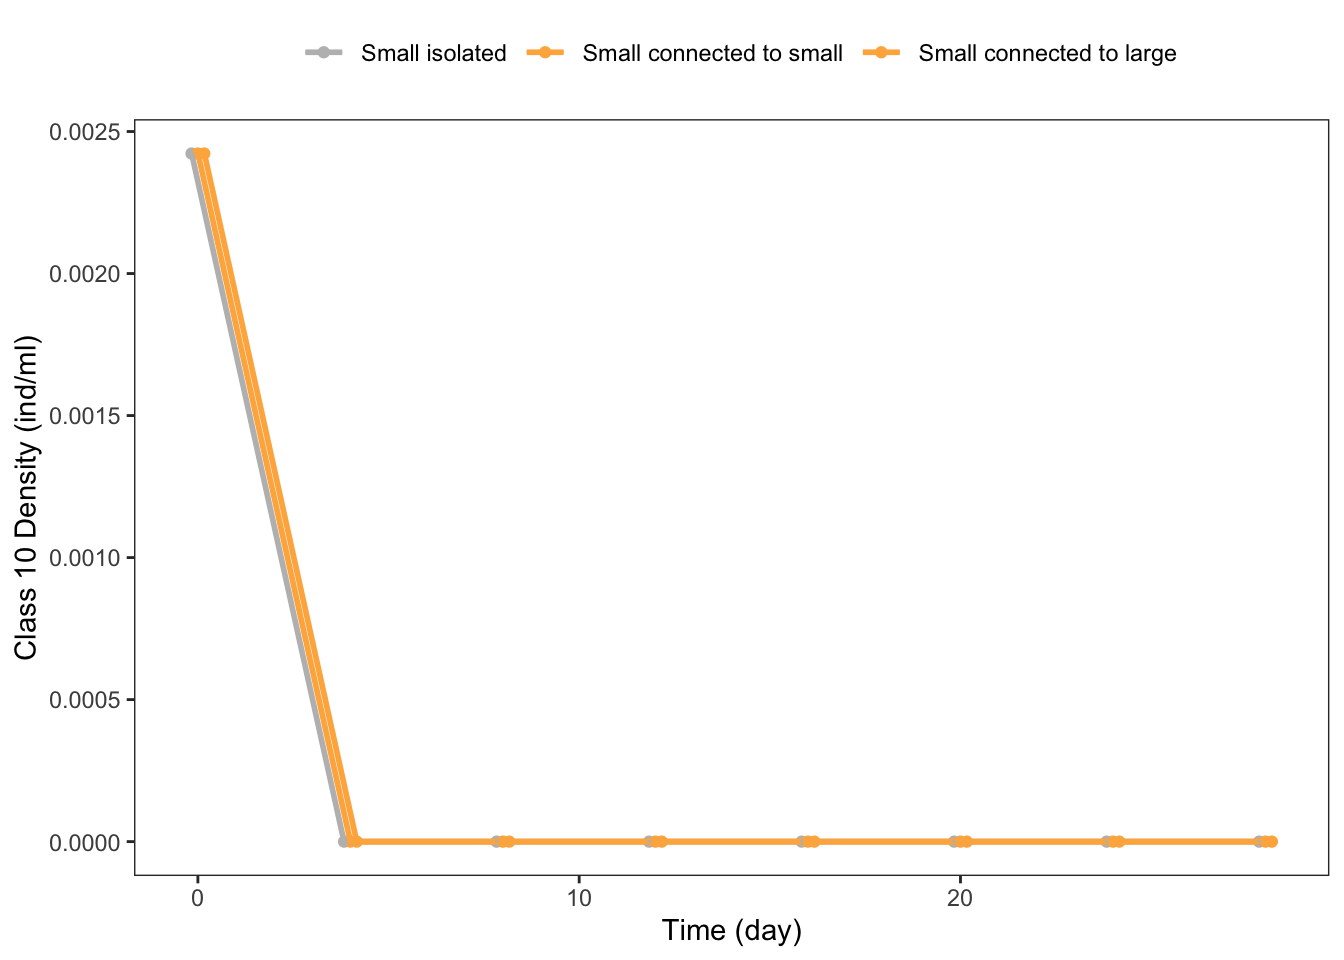 Small isolated Small connected to small Small connected to large
0.0025
0.0020
0.0015
0.0010
0.0005
0.0000
Class 10 Density (ind/ml)
0 10 20
Time (day)